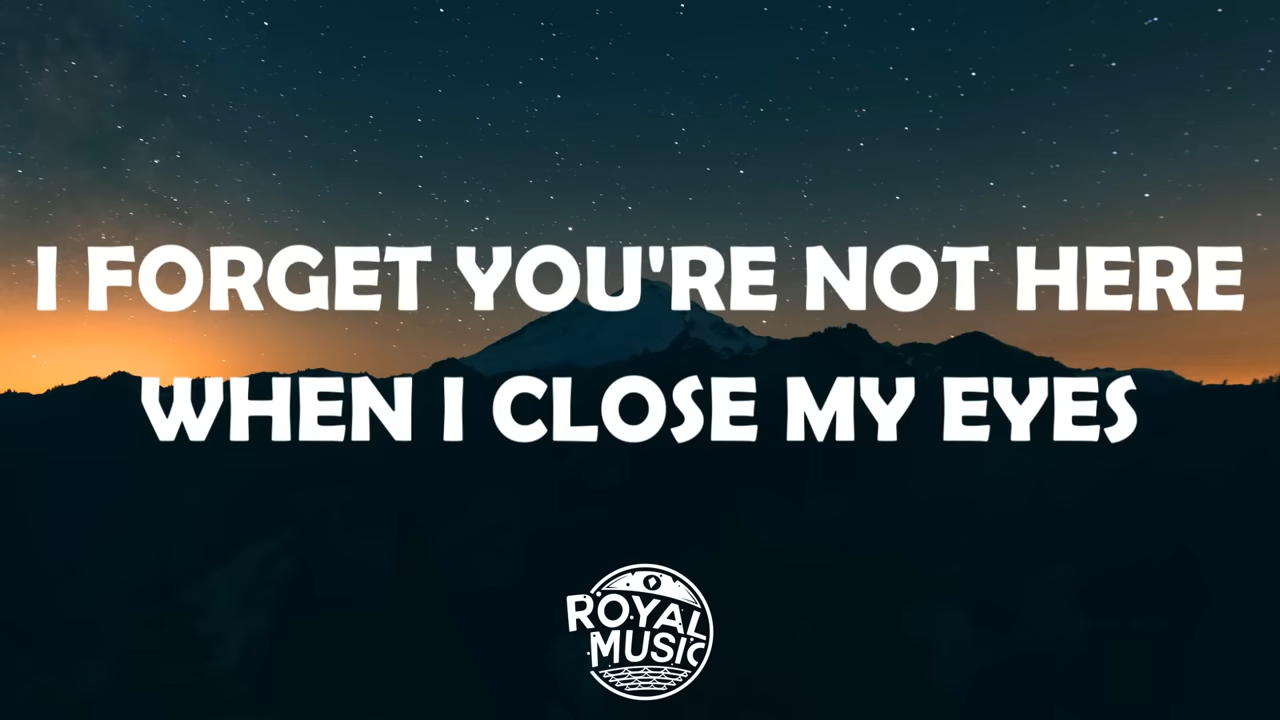 I FORGET YOU'RE NOT HERE
WHEN I CLOSE MY EYES
ROYAL
MUSIC